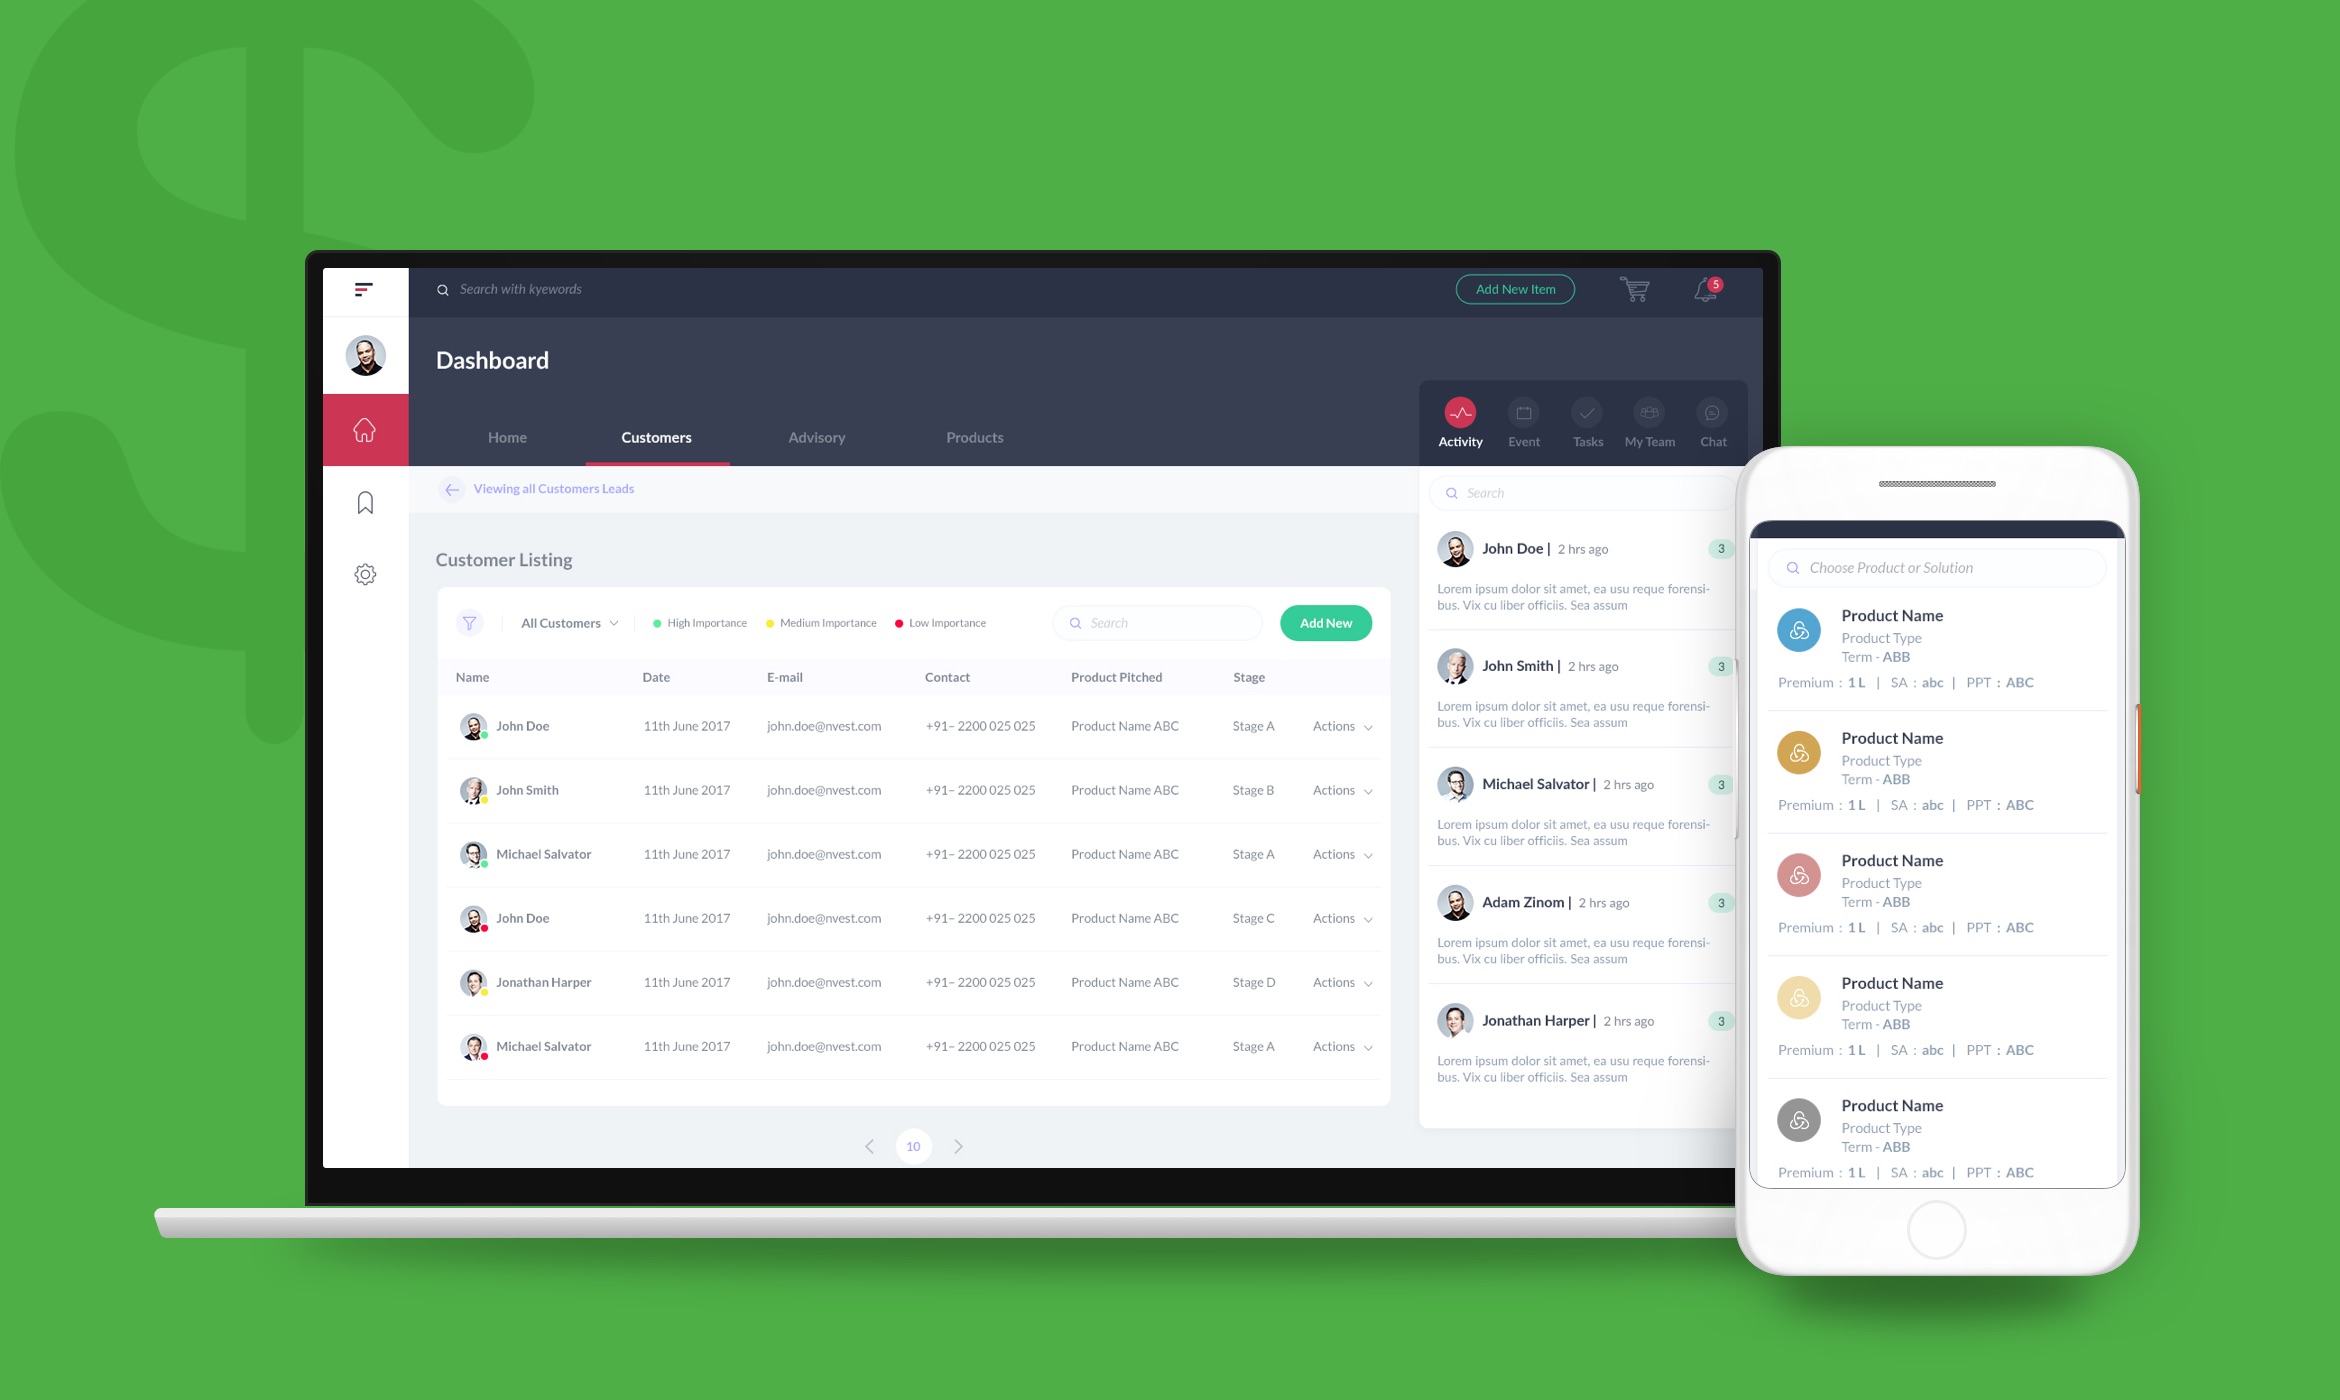 Search with kyewords
Add New Item
5
Dashboard
Home Customers Advisory Products
Activity Event Tasks My Team Chat
Viewing all Customers Leads
Customer Listing
All Customers High Importance Medium Importance Low Importance Search Add New
Name Date E-mail Contact Product Pitched Stage
John Doe 11th June 2017 john.doe@nvest.com +91– 2200 025 025 Product Name ABC Stage A Actions
John Smith 11th June 2017 john.doe@nvest.com +91– 2200 025 025 Product Name ABC Stage B Actions
Michael Salvator 11th June 2017 john.doe@nvest.com +91– 2200 025 025 Product Name ABC Stage A Actions
John Doe 11th June 2017 john.doe@nvest.com +91– 2200 025 025 Product Name ABC Stage C Actions
Jonathan Harper 11th June 2017 john.doe@nvest.com +91– 2200 025 025 Product Name ABC Stage D Actions
Michael Salvator 11th June 2017 john.doe@nvest.com +91– 2200 025 025 Product Name ABC Stage A Actions
10
Search
John Doe | 2 hrs ago 3
Lorem ipsum dolor sit amet, ea usu reque forensi-
bus. Vix cu liber officiis. Sea assum
John Smith | 2 hrs ago 3
Lorem ipsum dolor sit amet, ea usu reque forensi-
bus. Vix cu liber officiis. Sea assum
Michael Salvator | 2 hrs ago 3
Lorem ipsum dolor sit amet, ea usu reque forensi-
bus. Vix cu liber officiis. Sea assum
Adam Zinom | 2 hrs ago 3
Lorem ipsum dolor sit amet, ea usu reque forensi-
bus. Vix cu liber officiis. Sea assum
Jonathan Harper | 2 hrs ago 3
Lorem ipsum dolor sit amet, ea usu reque forensi-
bus. Vix cu liber officiis. Sea assum
Choose Product or Solution
Product Name
Product Type
Term - ABB
Premium : 1 L | SA : abc | PPT : ABC
Product Name
Product Type
Term - ABB
Premium : 1 L | SA : abc | PPT : ABC
Product Name
Product Type
Term - ABB
Premium : 1 L | SA : abc | PPT : ABC
Product Name
Product Type
Term - ABB
Premium : 1 L | SA : abc | PPT : ABC
Product Name
Product Type
Term - ABB
Premium : 1 L | SA : abc | PPT : ABC